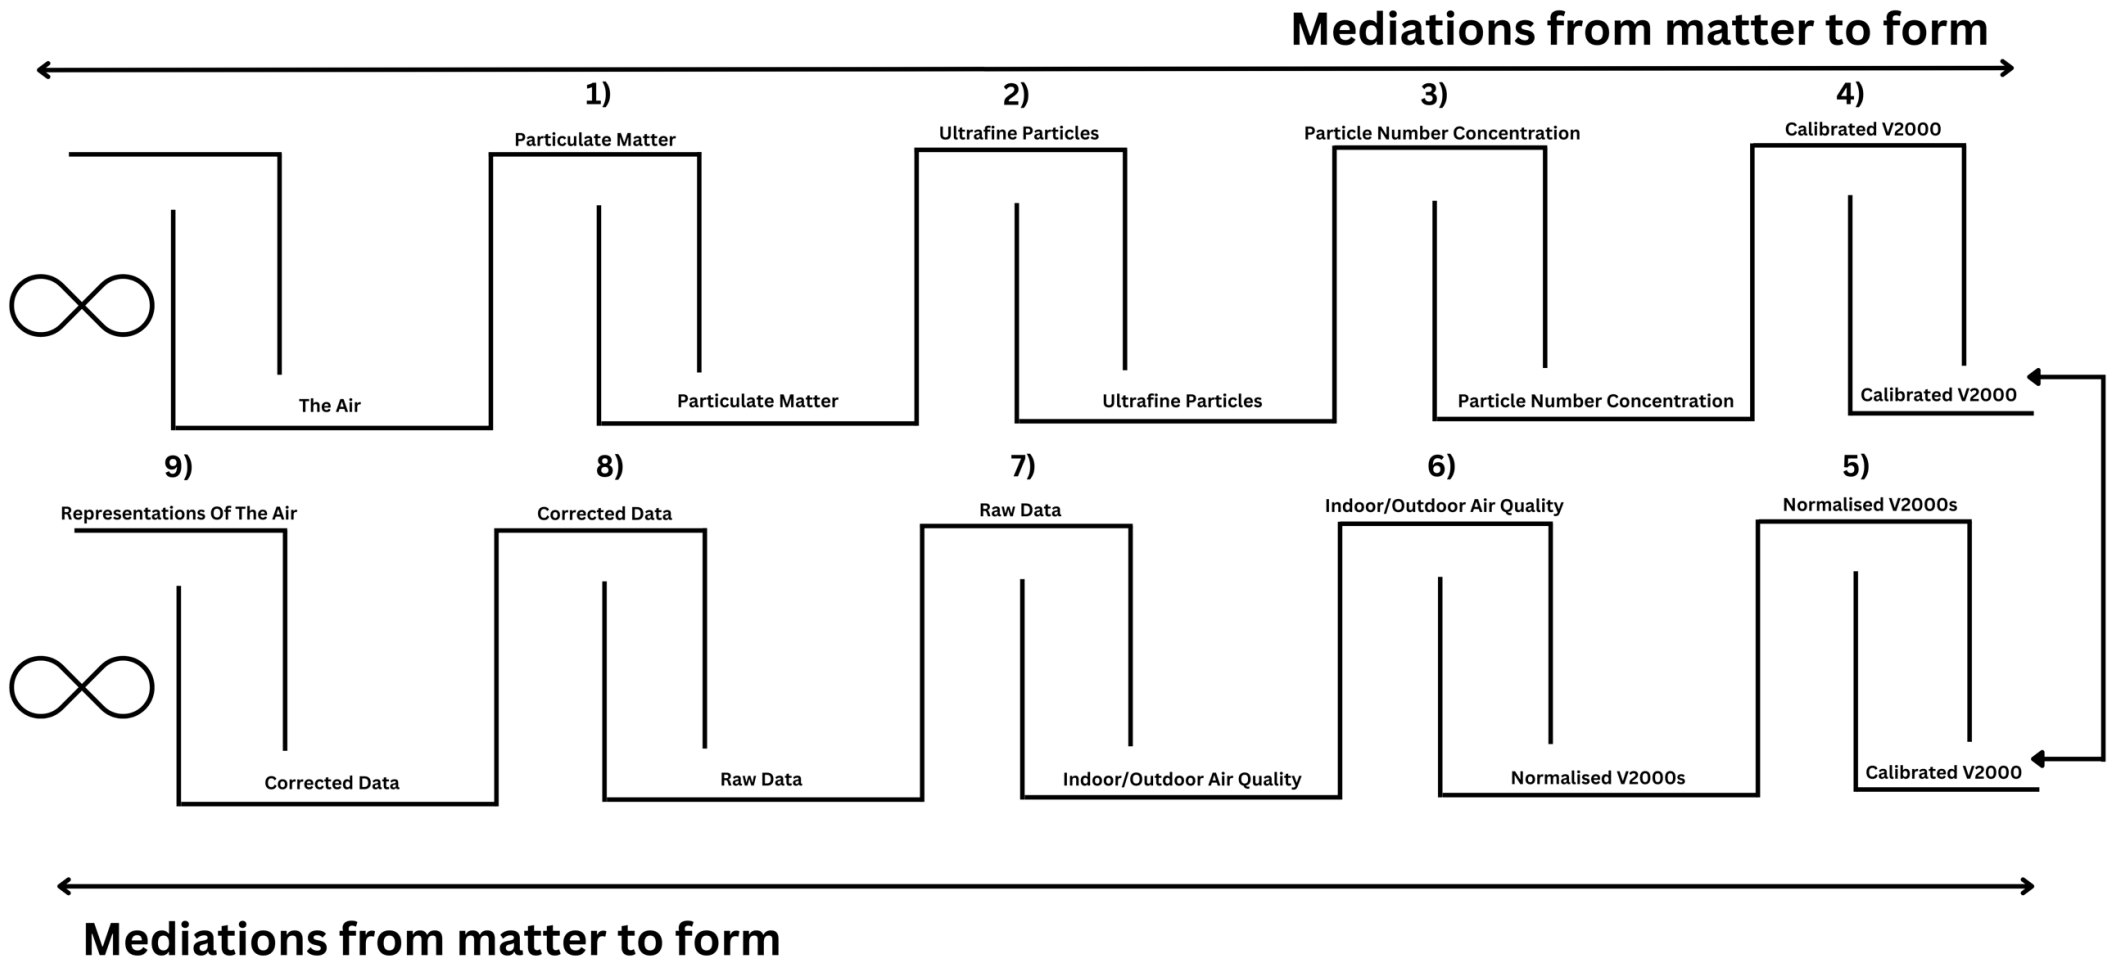 Mediations from matter to form
1)
2)
3)
4)
Particulate Matter
Ultrafine Particles
Particle Number Concentration
Calibrated V2000
The Air
Particulate Matter
Ultrafine Particles
Particle Number Concentration
Calibrated V2000
9)
8)
7)
6)
5)
Representations Of The Air
Corrected Data
Raw Data
Indoor/Outdoor Air Quality
Normalised V2000s
Corrected Data
Raw Data
Indoor/Outdoor Air Quality
Normalised V2000s
Calibrated V2000
Mediations from matter to form